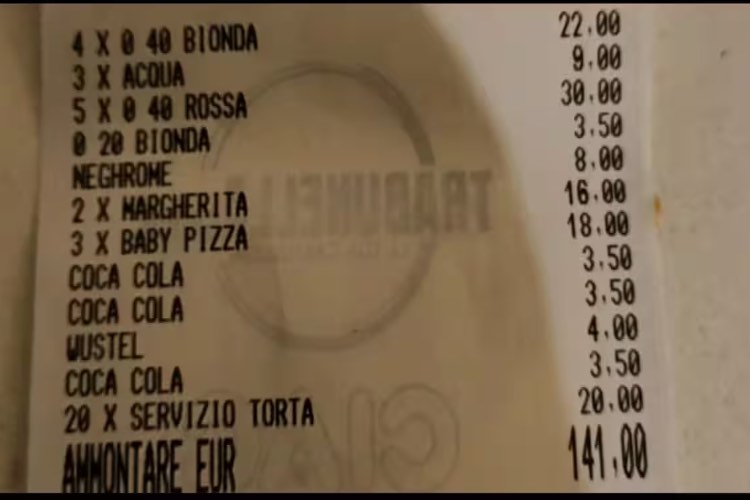 4 X 0 40 BIONDA 22.00
3 X ACQUA 9.00
5 X 0 40 ROSSA 30.00
0 20 BIONDA 3.50
NEGHROME 8.00
2 X MARGHERITA 16.00
3 X BABY PIZZA 18.00
COCA COLA 3.50
COCA COLA 3.50
WUSTEL 4.00
COCA COLA 3.50
20 X SERVIZIO TORTA 20.00
AMMONTARE EUR 141.00